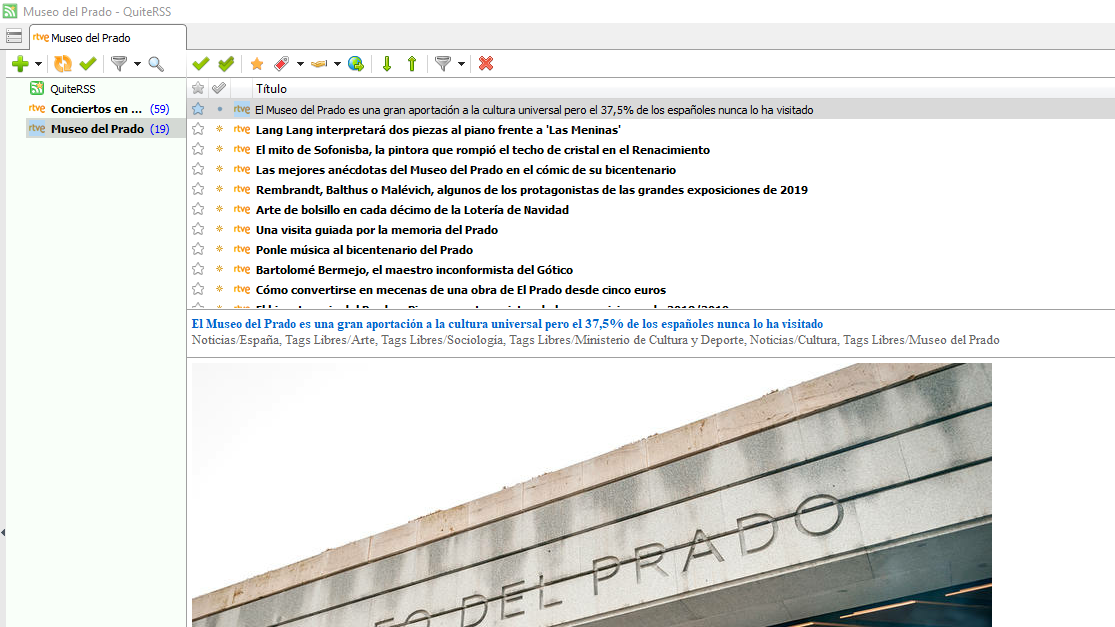 Museo del Prado - QuiteRSS
rtve Museo del Prado
QuiteRSS
rtve Conciertos en ... (59)
rtve Museo del Prado (19)
Título
rtve El Museo del Prado es una gran aportación a la cultura universal pero el 37,5% de los españoles nunca lo ha visitado
rtve Lang Lang interpretará dos piezas al piano frente a 'Las Meninas'
rtve El mito de Sofonisba, la pintora que rompió el techo de cristal en el Renacimiento
rtve Las mejores anécdotas del Museo del Prado en el cómic de su bicentenario
rtve Rembrandt, Balthus o Malévich, algunos de los protagonistas de las grandes exposiciones de 2019
rtve Arte de bolsillo en cada décimo de la Lotería de Navidad
rtve Una visita guiada por la memoria del Prado
rtve Ponle música al bicentenario del Prado
rtve Bartolomé Bermejo, el maestro inconformista del Gótico
rtve Cómo convertirse en mecenas de una obra de El Prado desde cinco euros
El Museo del Prado es una gran aportación a la cultura universal pero el 37,5% de los españoles nunca lo ha visitado
Noticias/España, Tags Libres/Arte, Tags Libres/Sociologia, Tags Libres/Ministerio de Cultura y Deporte, Noticias/Cultura, Tags Libres/Museo del Prado
EO DEL PRADO